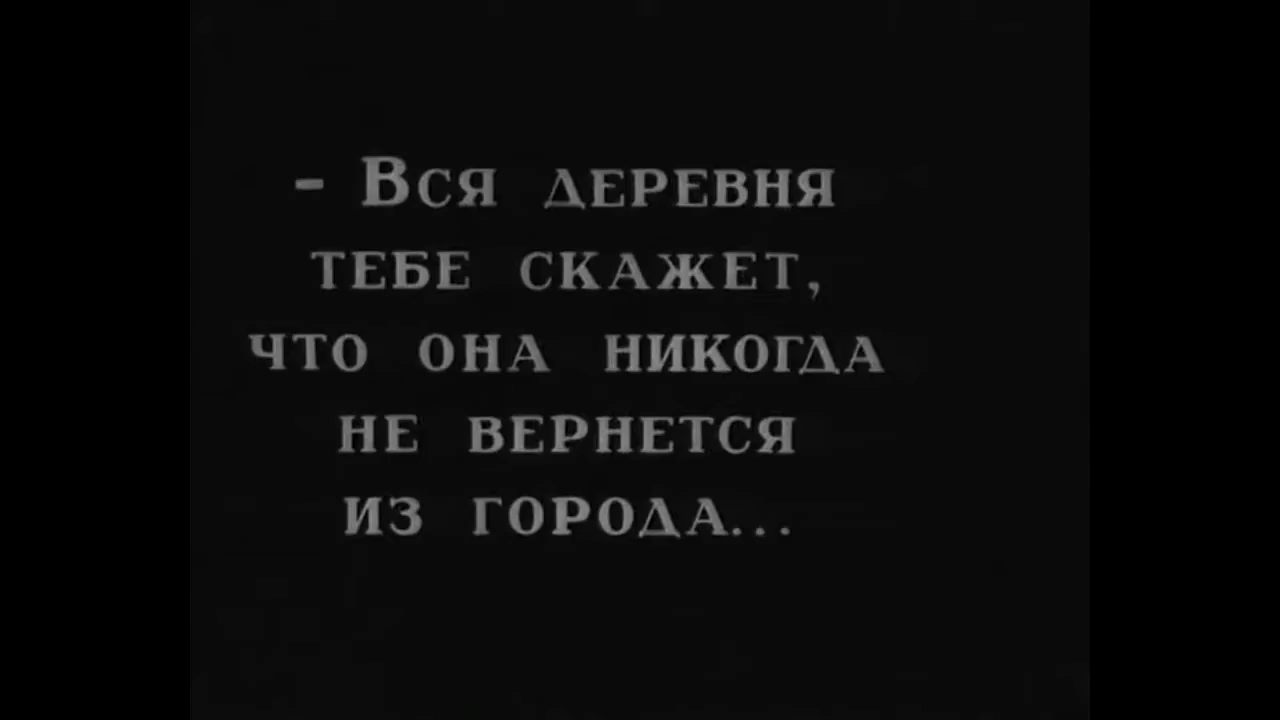 - Вся деревня
тебе скажет,
что она никогда
не вернется
из города...